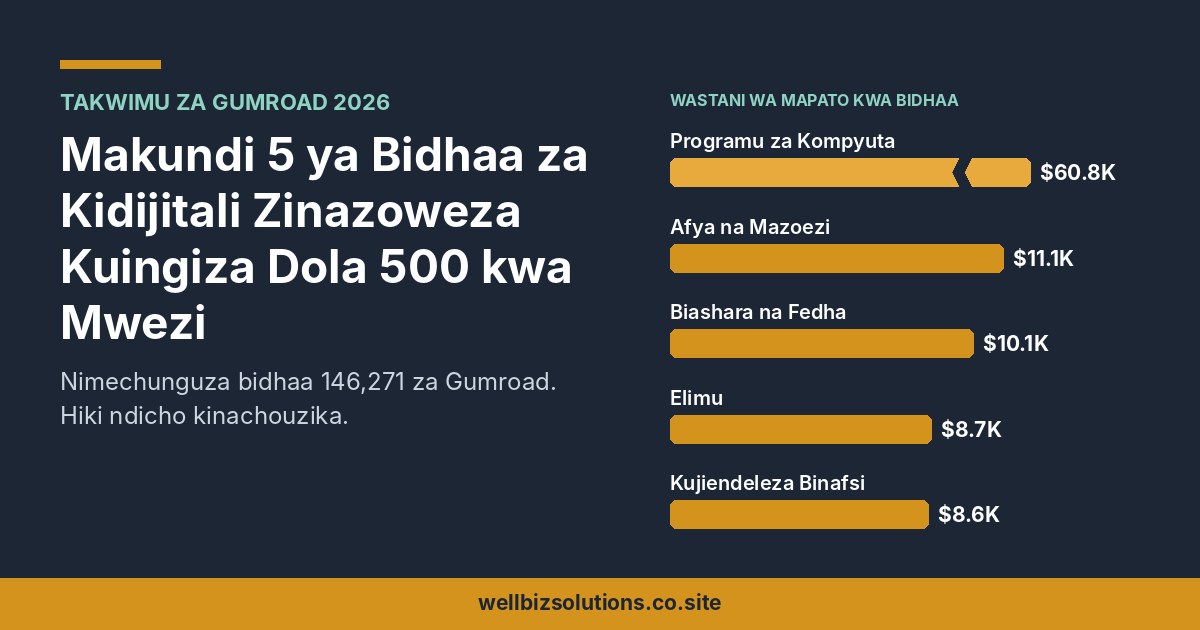 TAKWIMU ZA GUMROAD 2026
Makundi 5 ya Bidhaa za
Kidijitali Zinazoweza
Kuingiza Dola 500 kwa
Mwezi
Nimechunguza bidhaa 146,271 za Gumroad.
Hiki ndicho kinachouzika.
WASTANI WA MAPATO KWA BIDHAA
Programu za Kompyuta
$60.8K
Afya na Mazoezi
$11.1K
Biashara na Fedha
$10.1K
Elimu
$8.7K
Kujiendeleza Binafsi
$8.6K
wellbizsolutions.co.site